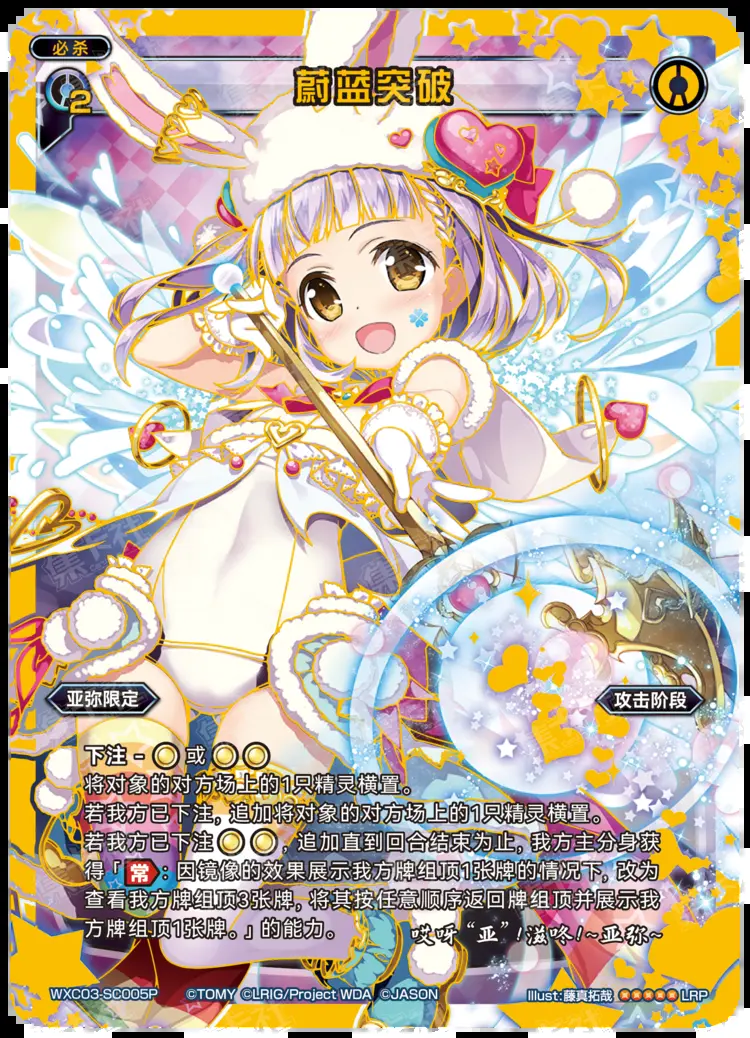 必杀
2
蔚蓝突破
亚弥限定
攻击阶段
下注 - 或
将对象的对方场上的1只精灵横置。
若我方已下注，追加将对象的对方场上的1只精灵横置。
若我方已下注，追加直到回合结束为止，我方主分身获
得「常：因镜像的效果展示我方牌组顶1张牌的情况下，改为
查看我方牌组顶3张牌，将其按任意顺序返回牌组顶并展示我
方牌组顶1张牌。」的能力。
哎呀“亚”！滋咚！～亚弥～
WXC03-SC005P ©TOMY ©LRIG/Project WDA ©JASON Illust:藤真拓哉 LRP